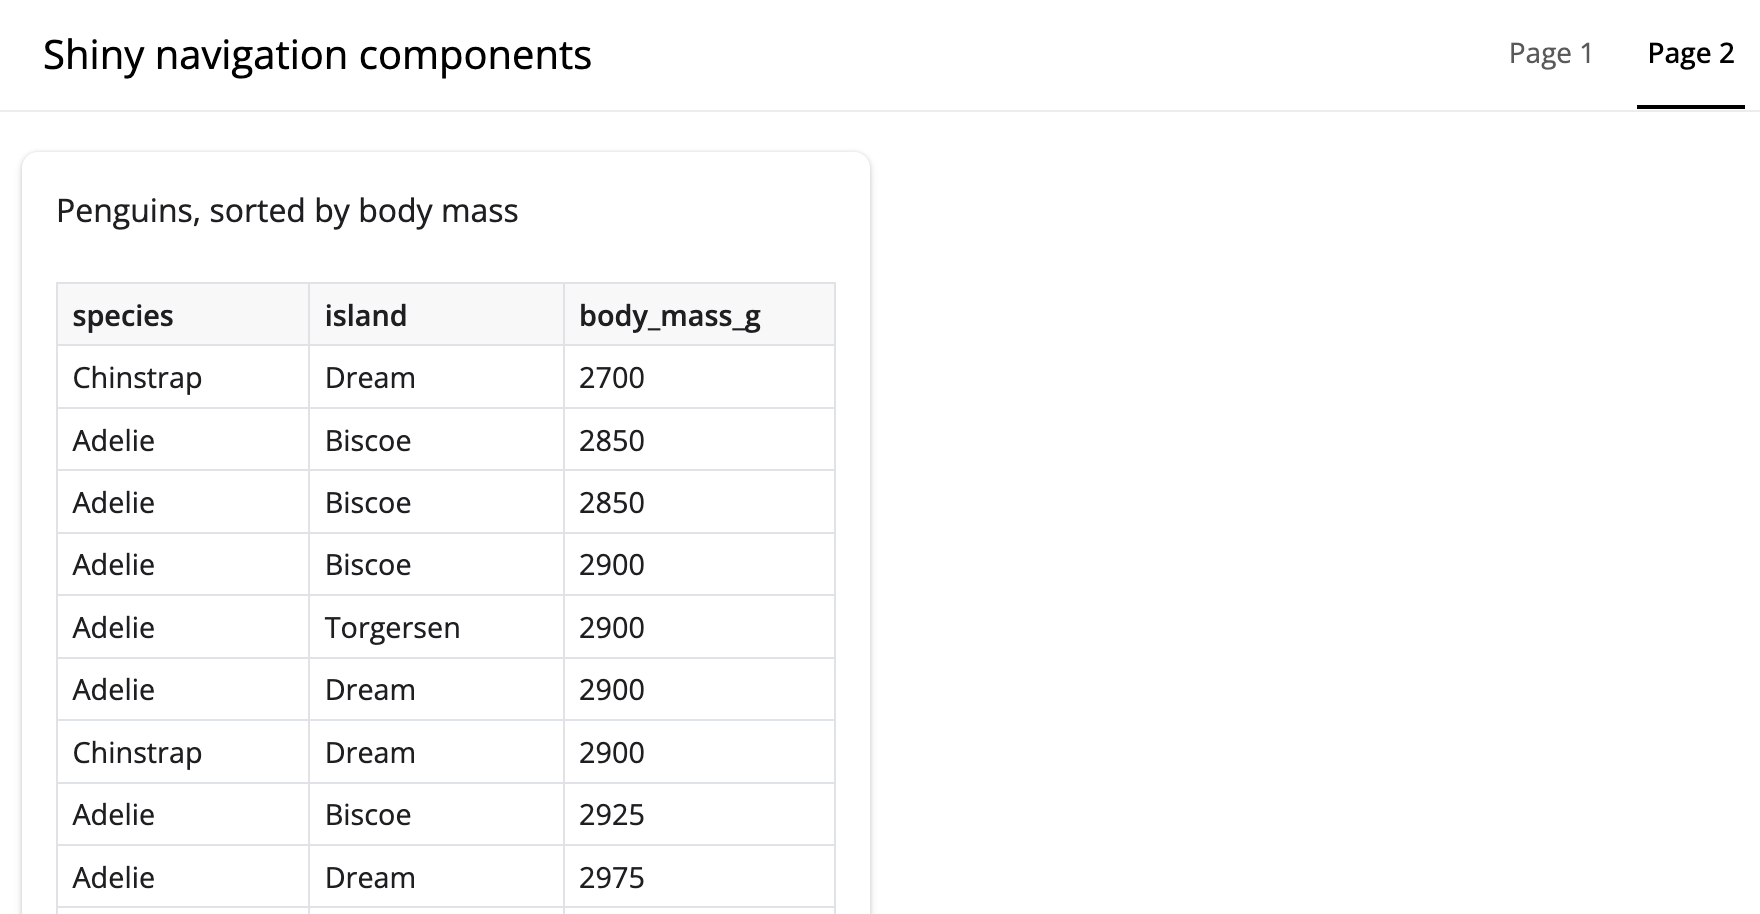 Shiny navigation components Page 1 Page 2
Penguins, sorted by body mass
species island body_mass_g
Chinstrap Dream 2700
Adelie Biscoe 2850
Adelie Biscoe 2850
Adelie Biscoe 2900
Adelie Torgersen 2900
Adelie Dream 2900
Chinstrap Dream 2900
Adelie Biscoe 2925
Adelie Dream 2975